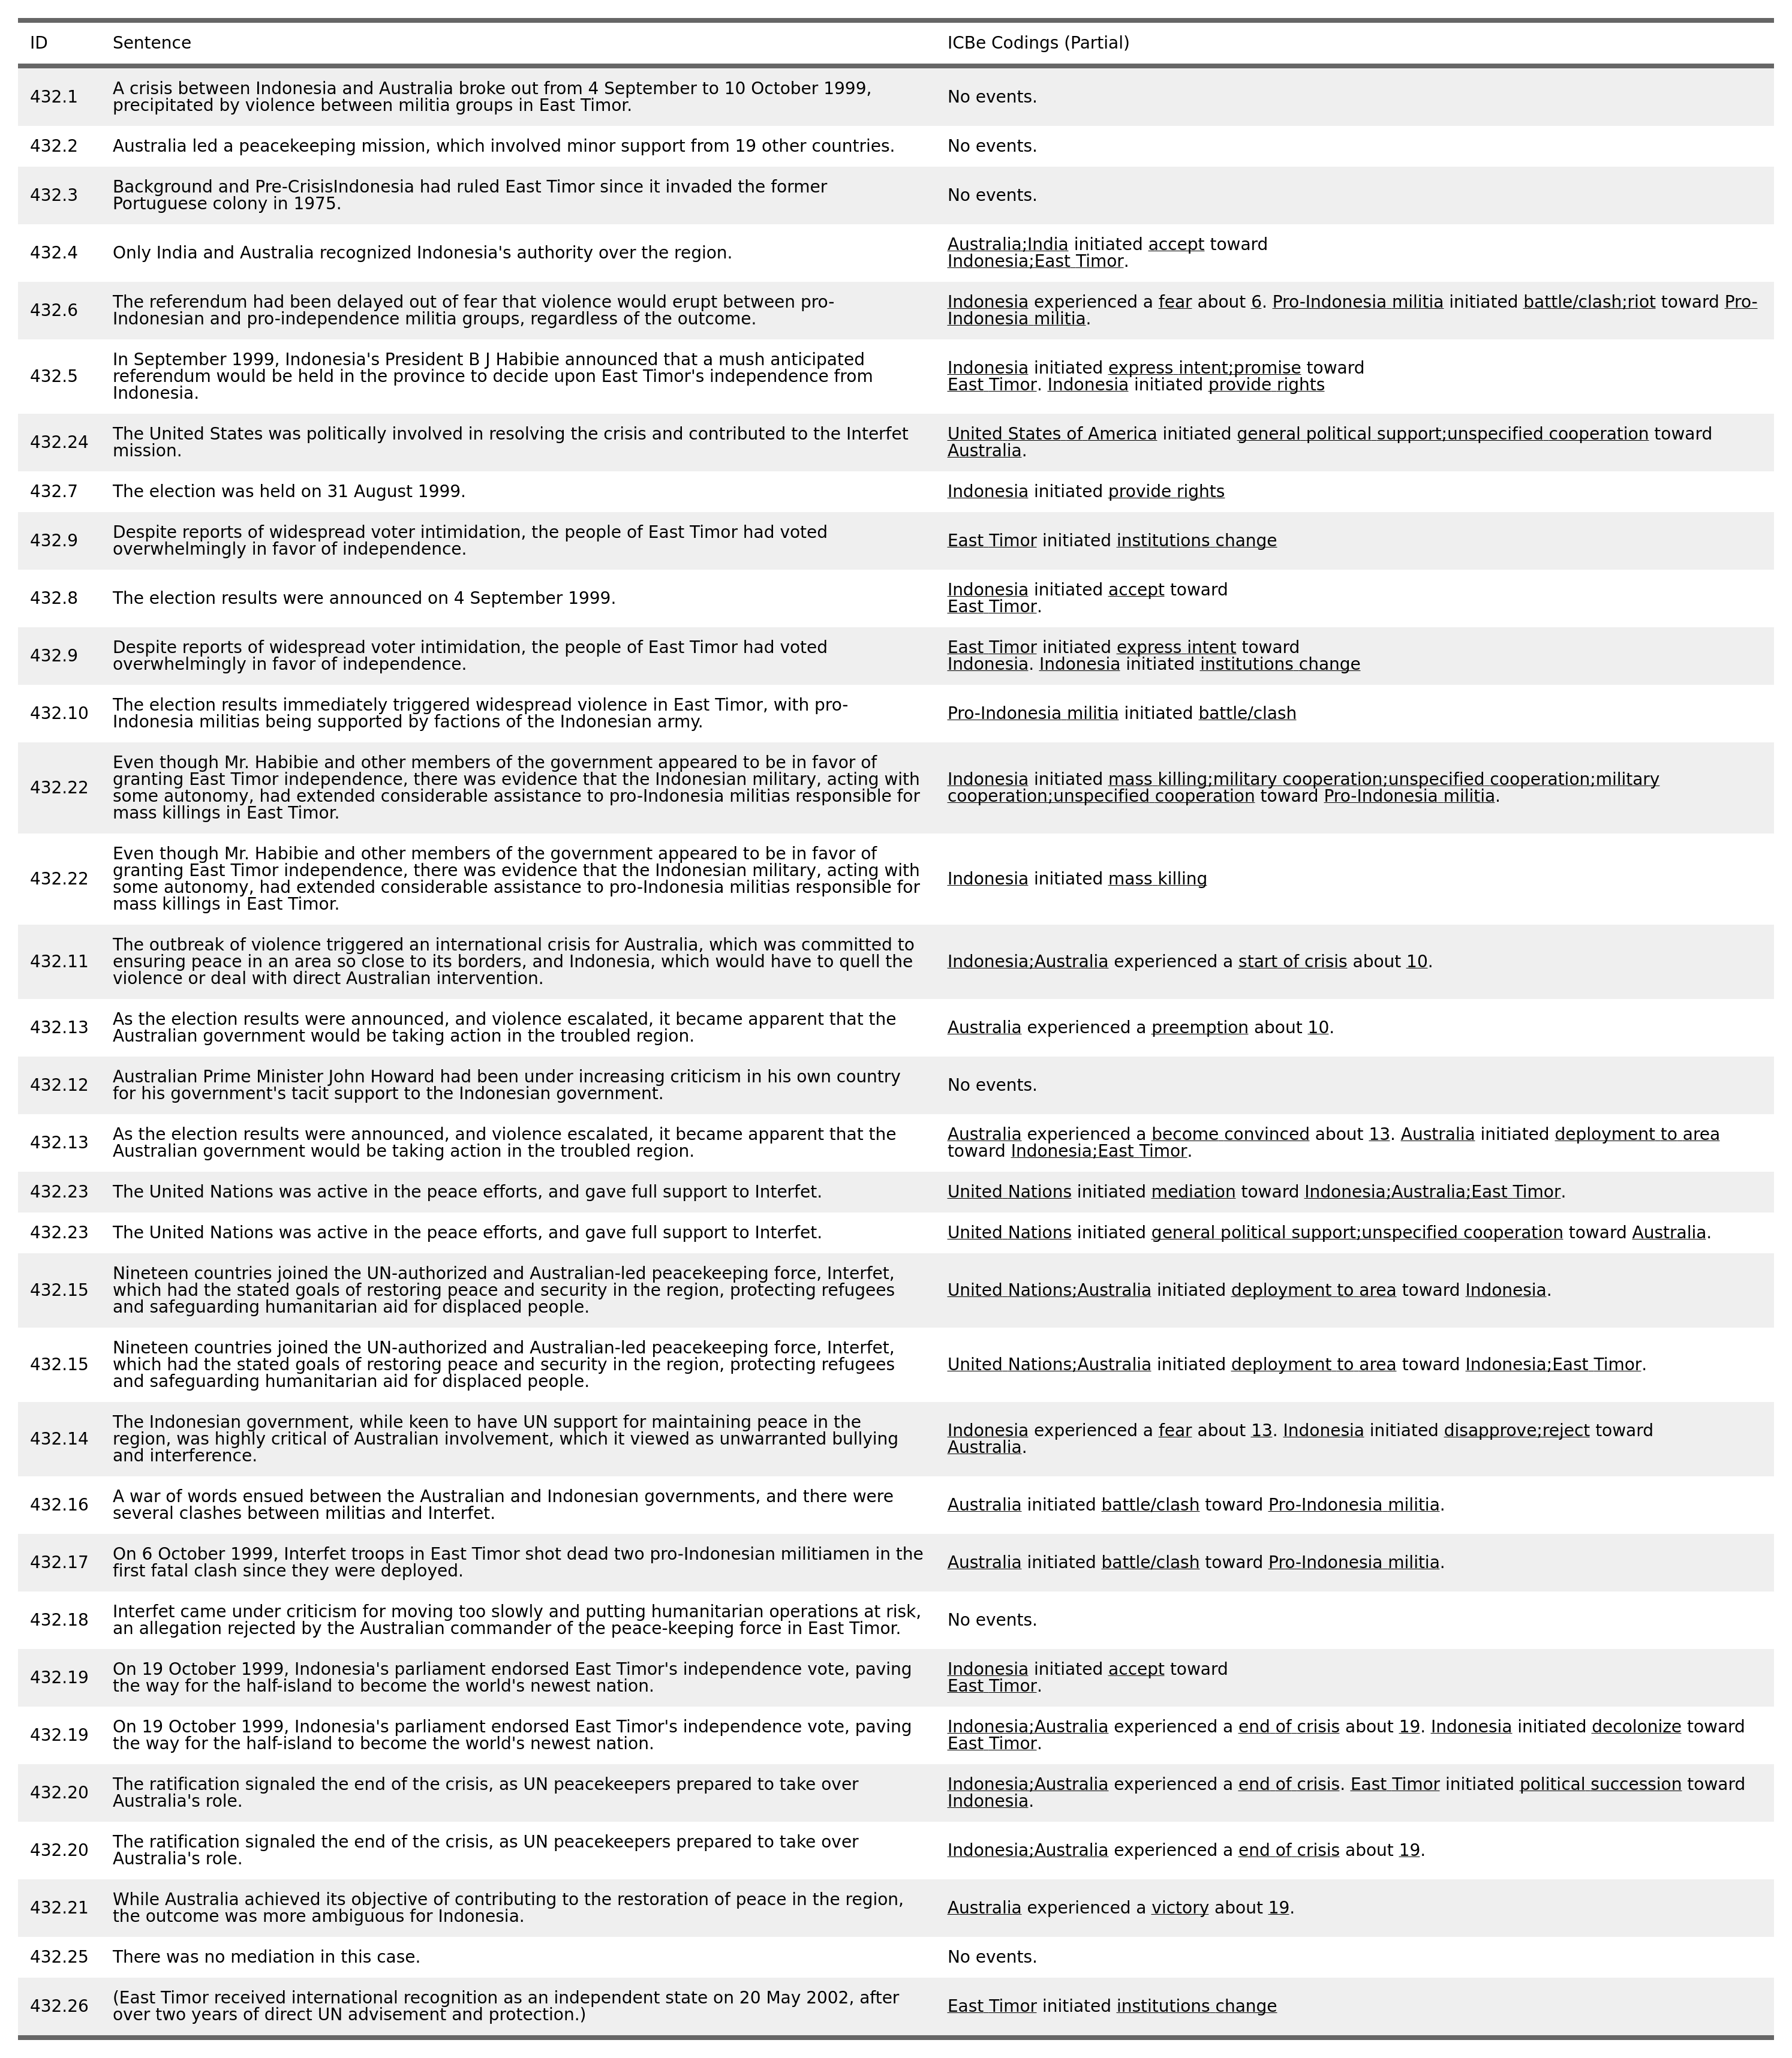 ID Sentence ICBe Codings (Partial)
432.1 A crisis between Indonesia and Australia broke out from 4 September to 10 October 1999, No events.
precipitated by violence between militia groups in East Timor.
432.2 Australia led a peacekeeping mission, which involved minor support from 19 other countries. No events.
432.3 Background and Pre-CrisisIndonesia had ruled East Timor since it invaded the former No events.
Portuguese colony in 1975.
432.4 Only India and Australia recognized Indonesia's authority over the region. Australia;India initiated accept toward
Indonesia;East Timor.
432.6 The referendum had been delayed out of fear that violence would erupt between pro- Indonesia experienced a fear about 6. Pro-Indonesia militia initiated battle/clash;riot toward Pro-
Indonesian and pro-independence militia groups, regardless of the outcome. Indonesia militia.
432.5 In September 1999, Indonesia's President B J Habibie announced that a mush anticipated Indonesia initiated express intent;promise toward
referendum would be held in the province to decide upon East Timor's independence from East Timor. Indonesia initiated provide rights
Indonesia.
432.24 The United States was politically involved in resolving the crisis and contributed to the Interfet United States of America initiated general political support;unspecified cooperation toward
mission. Australia.
432.7 The election was held on 31 August 1999. Indonesia initiated provide rights
432.9 Despite reports of widespread voter intimidation, the people of East Timor had voted East Timor initiated institutions change
overwhelmingly in favor of independence.
432.8 The election results were announced on 4 September 1999. Indonesia initiated accept toward
East Timor.
432.9 Despite reports of widespread voter intimidation, the people of East Timor had voted East Timor initiated express intent toward
overwhelmingly in favor of independence. Indonesia. Indonesia initiated institutions change
432.10 The election results immediately triggered widespread violence in East Timor, with pro- Pro-Indonesia militia initiated battle/clash
Indonesia militias being supported by factions of the Indonesian army.
432.22 Even though Mr. Habibie and other members of the government appeared to be in favor of
granting East Timor independence, there was evidence that the Indonesian military, acting with Indonesia initiated mass killing;military cooperation;unspecified cooperation;military
some autonomy, had extended considerable assistance to pro-Indonesia militias responsible for cooperation;unspecified cooperation toward Pro-Indonesia militia.
mass killings in East Timor.
432.22 Even though Mr. Habibie and other members of the government appeared to be in favor of Indonesia initiated mass killing
granting East Timor independence, there was evidence that the Indonesian military, acting with
some autonomy, had extended considerable assistance to pro-Indonesia militias responsible for
mass killings in East Timor.
432.11 The outbreak of violence triggered an international crisis for Australia, which was committed to Indonesia;Australia experienced a start of crisis about 10.
ensuring peace in an area so close to its borders, and Indonesia, which would have to quell the
violence or deal with direct Australian intervention.
432.13 As the election results were announced, and violence escalated, it became apparent that the Australia experienced a preemption about 10.
Australian government would be taking action in the troubled region.
432.12 Australian Prime Minister John Howard had been under increasing criticism in his own country No events.
for his government's tacit support to the Indonesian government.
432.13 As the election results were announced, and violence escalated, it became apparent that the Australia experienced a become convinced about 13. Australia initiated deployment to area
Australian government would be taking action in the troubled region. toward Indonesia;East Timor.
432.23 The United Nations was active in the peace efforts, and gave full support to Interfet. United Nations initiated mediation toward Indonesia;Australia;East Timor.
432.23 The United Nations was active in the peace efforts, and gave full support to Interfet. United Nations initiated general political support;unspecified cooperation toward Australia.
432.15 Nineteen countries joined the UN-authorized and Australian-led peacekeeping force, Interfet, United Nations;Australia initiated deployment to area toward Indonesia.
which had the stated goals of restoring peace and security in the region, protecting refugees
and safeguarding humanitarian aid for displaced people.
432.15 Nineteen countries joined the UN-authorized and Australian-led peacekeeping force, Interfet, United Nations;Australia initiated deployment to area toward Indonesia;East Timor.
which had the stated goals of restoring peace and security in the region, protecting refugees
and safeguarding humanitarian aid for displaced people.
432.14 The Indonesian government, while keen to have UN support for maintaining peace in the Indonesia experienced a fear about 13. Indonesia initiated disapprove;reject toward
region, was highly critical of Australian involvement, which it viewed as unwarranted bullying Australia.
and interference.
432.16 A war of words ensued between the Australian and Indonesian governments, and there were Australia initiated battle/clash toward Pro-Indonesia militia.
several clashes between militias and Interfet.
432.17 On 6 October 1999, Interfet troops in East Timor shot dead two pro-Indonesian militiamen in the Australia initiated battle/clash toward Pro-Indonesia militia.
first fatal clash since they were deployed.
432.18 Interfet came under criticism for moving too slowly and putting humanitarian operations at risk, No events.
an allegation rejected by the Australian commander of the peace-keeping force in East Timor.
432.19 On 19 October 1999, Indonesia's parliament endorsed East Timor's independence vote, paving Indonesia initiated accept toward
the way for the half-island to become the world's newest nation. East Timor.
432.19 On 19 October 1999, Indonesia's parliament endorsed East Timor's independence vote, paving Indonesia;Australia experienced a end of crisis about 19. Indonesia initiated decolonize toward
the way for the half-island to become the world's newest nation. East Timor.
432.20 The ratification signaled the end of the crisis, as UN peacekeepers prepared to take over Indonesia;Australia experienced a end of crisis. East Timor initiated political succession toward
Australia's role. Indonesia.
432.20 The ratification signaled the end of the crisis, as UN peacekeepers prepared to take over Indonesia;Australia experienced a end of crisis about 19.
Australia's role.
432.21 While Australia achieved its objective of contributing to the restoration of peace in the region, Australia experienced a victory about 19.
the outcome was more ambiguous for Indonesia.
432.25 There was no mediation in this case. No events.
432.26 (East Timor received international recognition as an independent state on 20 May 2002, after East Timor initiated institutions change
over two years of direct UN advisement and protection.)